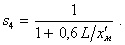 s₄ = 1 / (1 + 0,6 L/x′ₘ) .